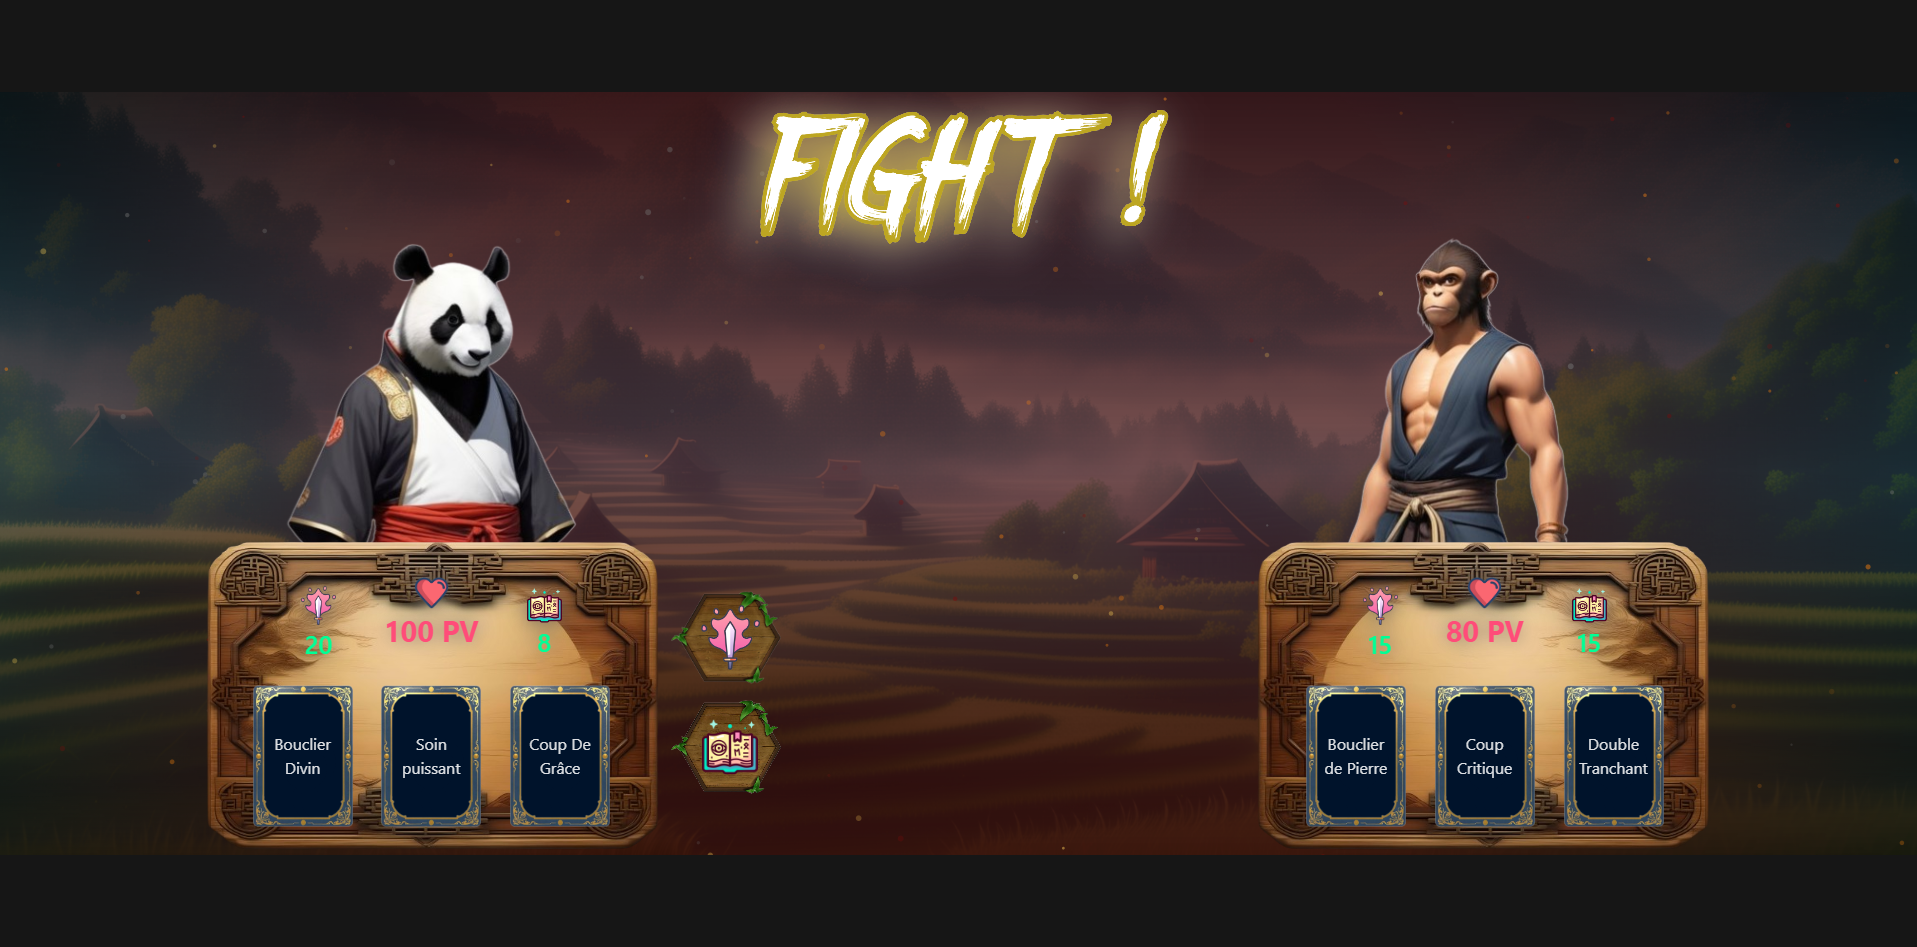 FIGHT !
20
100 PV
8
Bouclier
Divin
Soin
puissant
Coup De
Grâce
15
80 PV
15
Bouclier
de Pierre
Coup
Critique
Double
Tranchant